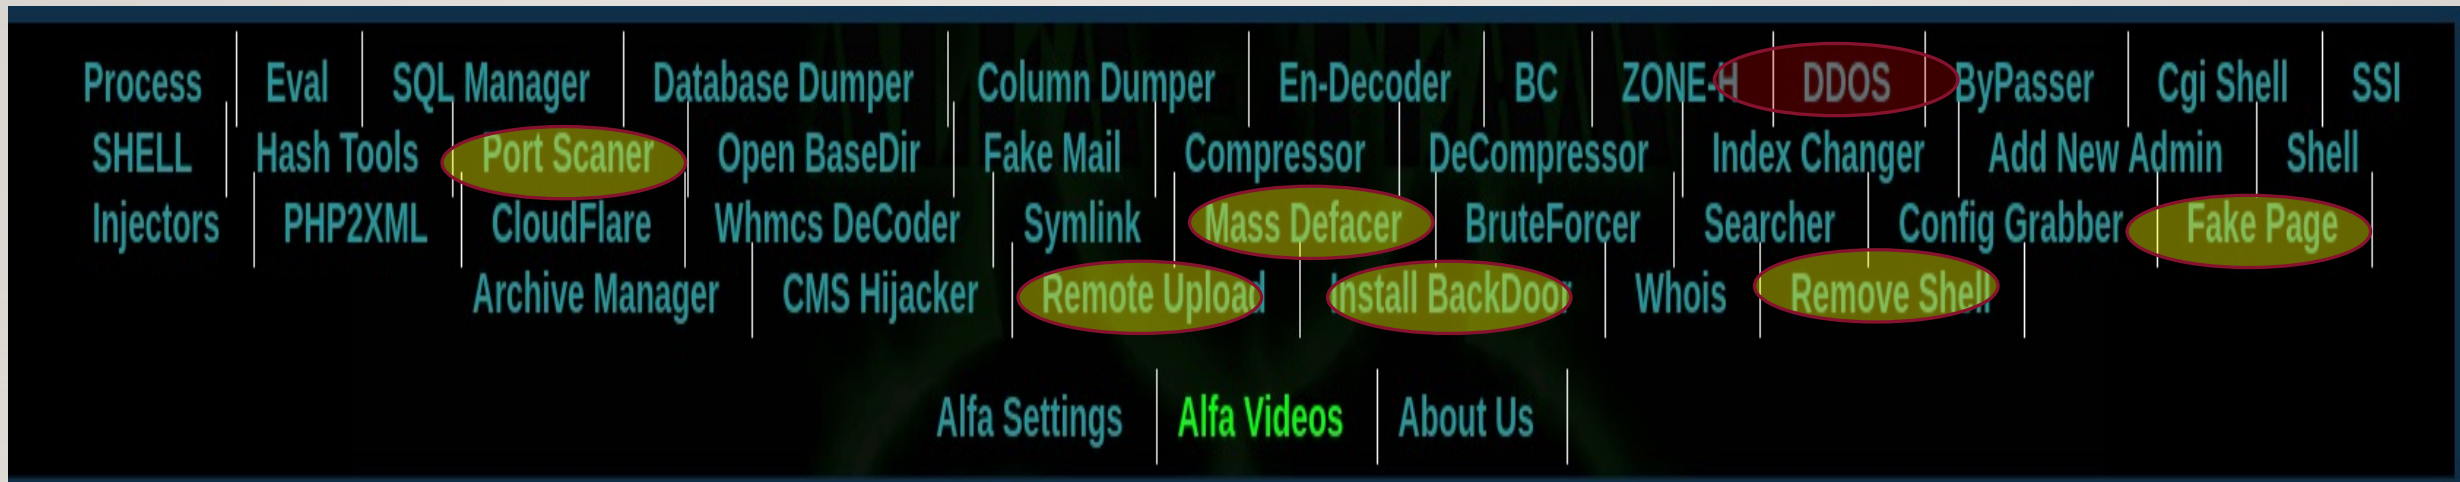 Process Eval SQL Manager Database Dumper Column Dumper En-Decoder BC ZONE-H DDOS ByPasser Cgi Shell SSI
SHELL Hash Tools Port Scaner Open BaseDir Fake Mail Compressor DeCompressor Index Changer Add New Admin Shell
Injectors PHP2XML CloudFlare Whmcs DeCoder Symlink Mass Defacer BruteForcer Searcher Config Grabber Fake Page
Archive Manager CMS Hijacker Remote Upload Install BackDoor Whois Remove Shell
Alfa Settings Alfa Videos About Us